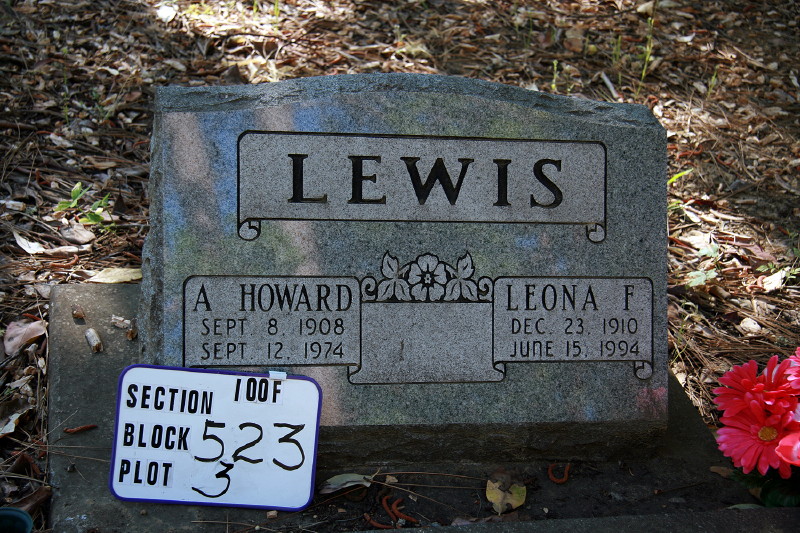 LEWIS
A HOWARD
SEPT. 8, 1908
SEPT. 12, 1974
LEONA F
DEC. 23, 1910
JUNE 15, 1994
SECTION 100F
BLOCK 523
PLOT 3